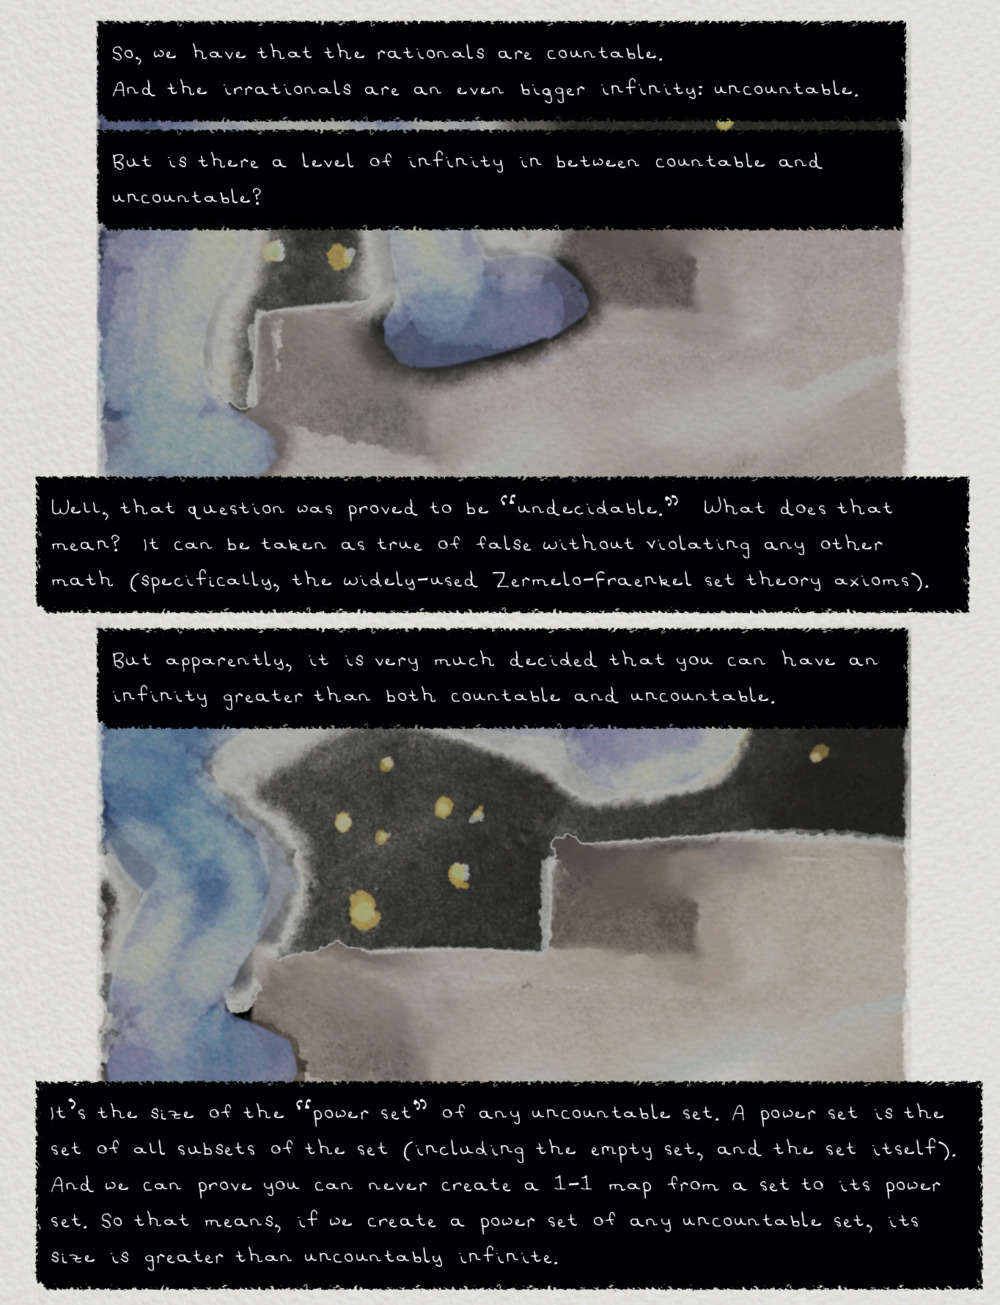 So, we have that the rationals are countable.
And the irrationals are an even bigger infinity: uncountable.
But is there a level of infinity in between countable and
uncountable?
Well, that question was proved to be “undecidable.” What does that
mean? It can be taken as true of false without violating any other
math (specifically, the widely-used Zermelo-Fraenkel set theory axioms).
But apparently, it is very much decided that you can have an
infinity greater than both countable and uncountable.
It’s the size of the “power set” of any uncountable set. A power set is the
set of all subsets of the set (including the empty set, and the set itself).
And we can prove you can never create a 1-1 map from a set to its power
set. So that means, if we create a power set of any uncountable set, its
size is greater than uncountably infinite.